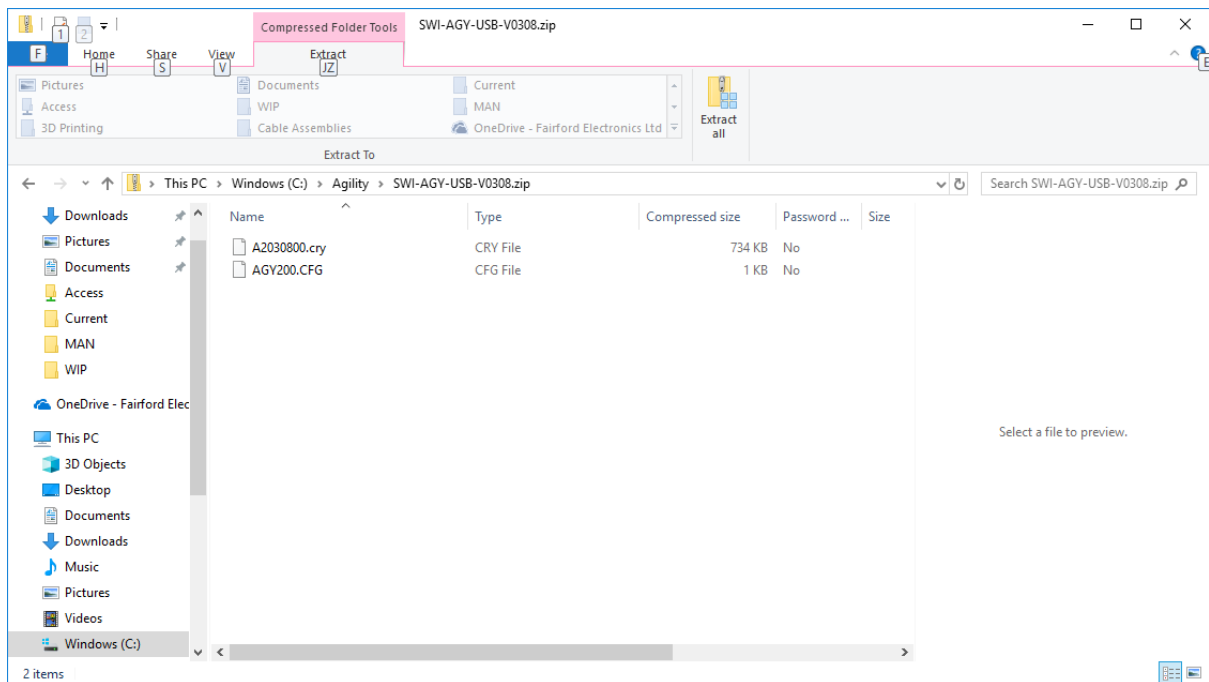 Compressed Folder Tools SWI-AGY-USB-V0308.zip
1 2
F Home Share View Extract
H S V JZ E
Pictures Documents Current
Access WIP MAN
3D Printing Cable Assemblies OneDrive - Fairford Electronics Ltd
Extract all
Extract To
This PC > Windows (C:) > Agility > SWI-AGY-USB-V0308.zip Search SWI-AGY-USB-V0308.zip
Name Type Compressed size Password ... Size
A2030800.cry CRY File 734 KB No
AGY200.CFG CFG File 1 KB No
Downloads
Pictures
Documents
Access
Current
MAN
WIP
OneDrive - Fairford Elec
This PC
3D Objects
Desktop
Documents
Downloads
Music
Pictures
Videos
Windows (C:)
Select a file to preview.
2 items